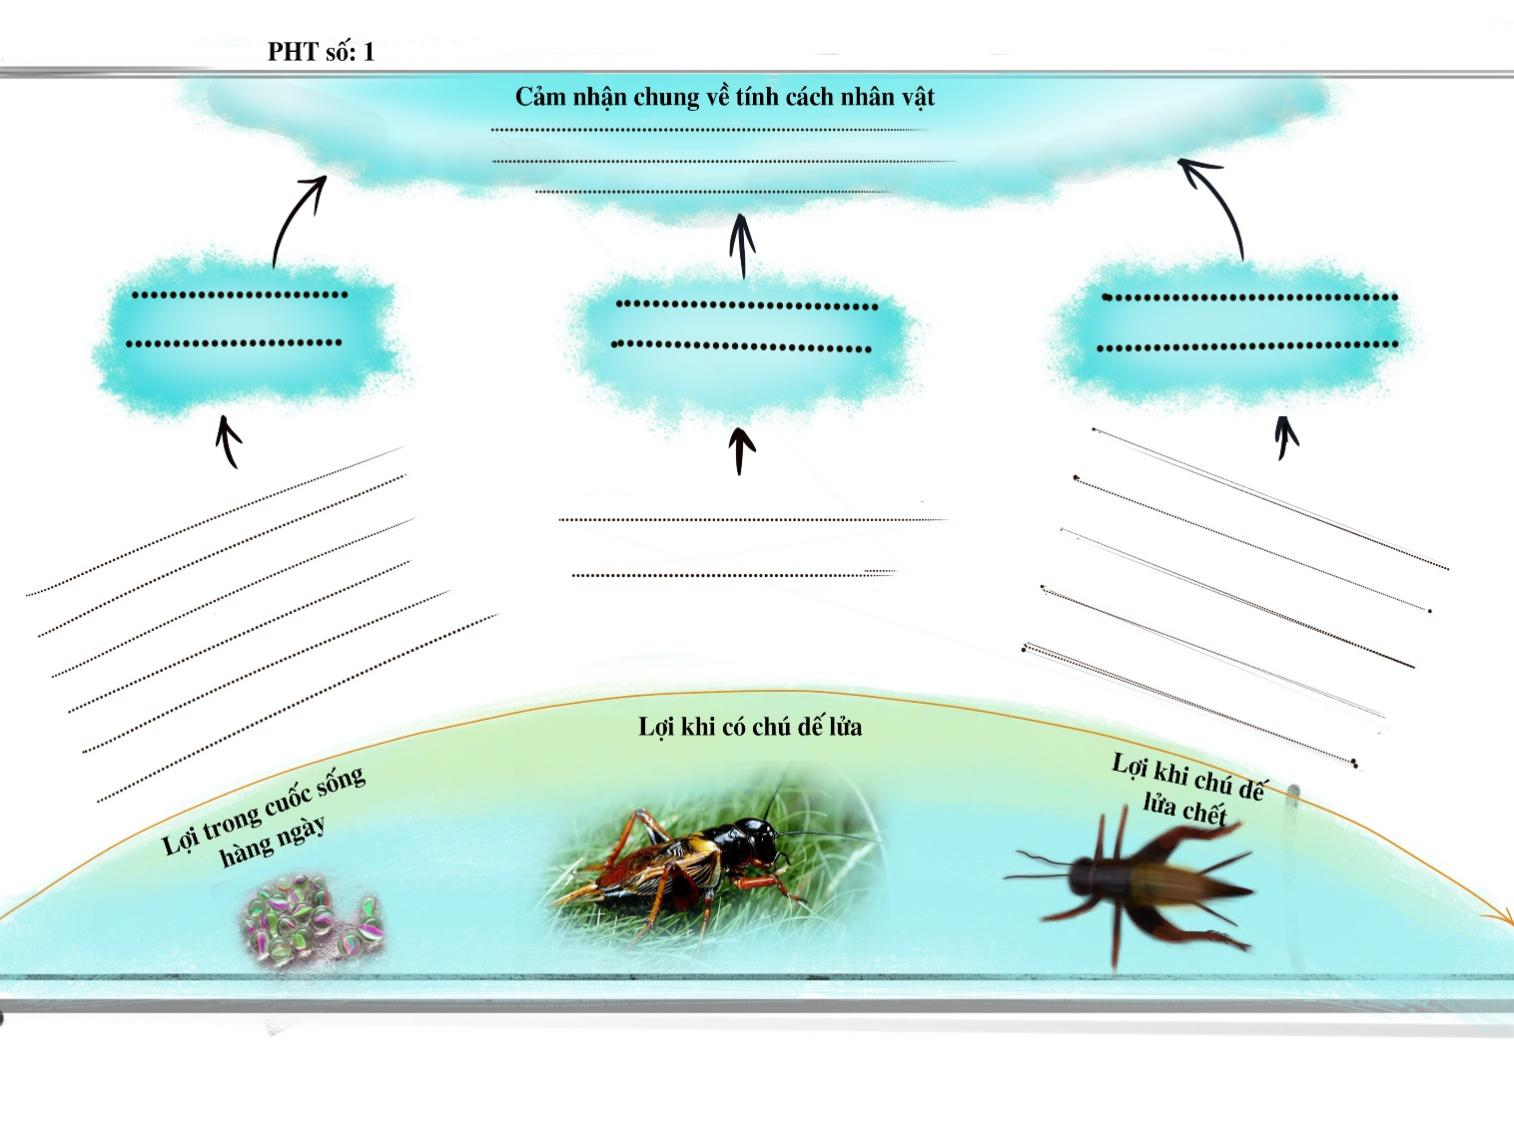 PHT số: 1
Cảm nhận chung về tính cách nhân vật
Lợi trong cuốc sống
hàng ngày
Lợi khi có chú dế lửa
Lợi khi chú dế
lửa chết